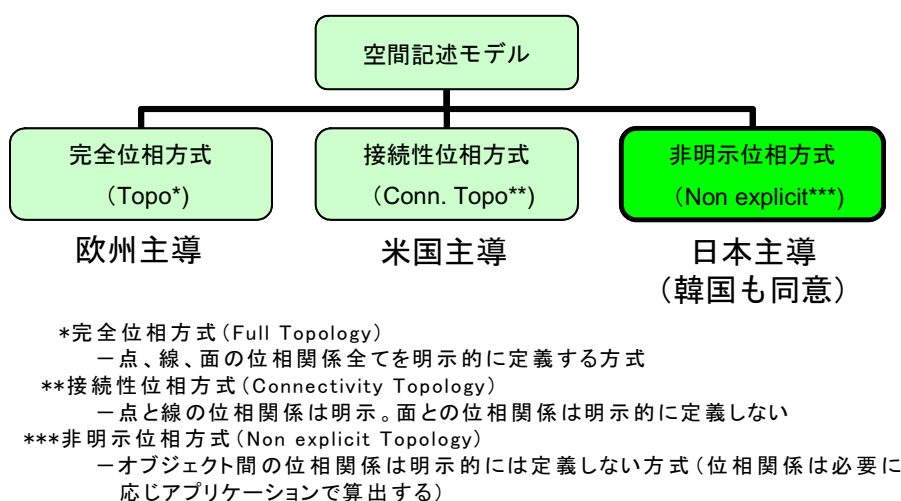 空間記述モデル
完全位相方式
（Topo*）
接続性位相方式
（Conn. Topo**）
非明示位相方式
（Non explicit***）
欧州主導
米国主導
日本主導
（韓国も同意）
*完全位相方式（Full Topology）
－点、線、面の位相関係全てを明示的に定義する方式
**接続性位相方式（Connectivity Topology）
－点と線の位相関係は明示。面との位相関係は明示的に定義しない
***非明示位相方式（Non explicit Topology）
－オブジェクト間の位相関係は明示的には定義しない方式（位相関係は必要に
応じアプリケーションで算出する）